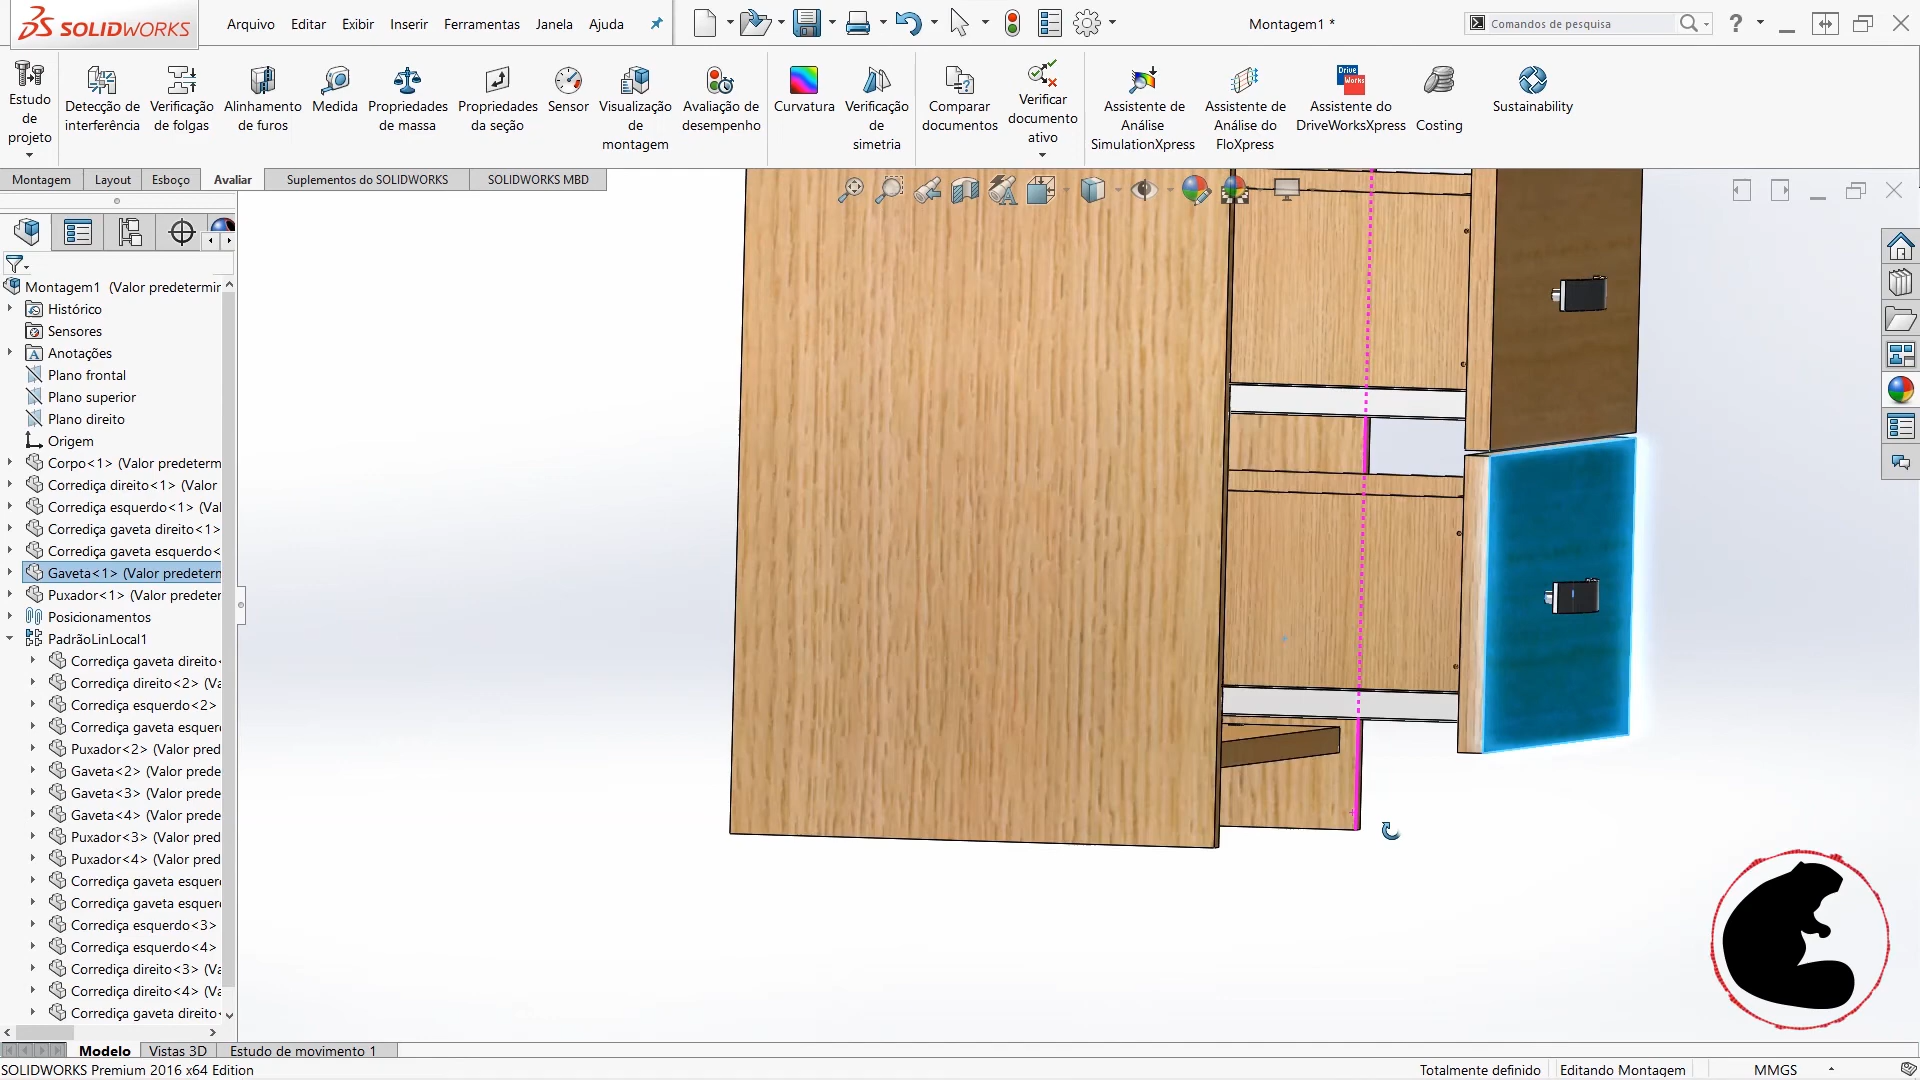 SOLIDWORKS
Arquivo Editar Exibir Inserir Ferramentas Janela Ajuda
Montagem1 *
Comandos de pesquisa
?
Estudo de projeto
Detecção de interferência
Verificação de folgas
Alinhamento de furos
Medida
Propriedades de massa
Propriedades da seção
Sensor
Visualização de montagem
Avaliação de desempenho
Curvatura
Verificação de simetria
Comparar documentos
Verificar documento ativo
Assistente de Análise SimulationXpress
Assistente de Análise do FloXpress
Drive Works
Assistente do DriveWorksXpress
Costing
Sustainability
Montagem Layout Esboço Avaliar Suplementos do SOLIDWORKS SOLIDWORKS MBD
Montagem1 (Valor predetermir
Histórico
Sensores
Anotações
Plano frontal
Plano superior
Plano direito
Origem
Corpo<1> (Valor predeterm
Corrediça direito<1> (Valor
Corrediça esquerdo<1> (Va
Corrediça gaveta direito<1>
Corrediça gaveta esquerdo<
Gaveta<1> (Valor predeterm
Puxador<1> (Valor predeter
Posicionamentos
PadrãoLinLocal1
Corrediça gaveta direito
Corrediça direito<2> (Va
Corrediça esquerdo<2>
Corrediça gaveta esquer
Puxador<2> (Valor pred
Gaveta<2> (Valor prede
Gaveta<3> (Valor prede
Gaveta<4> (Valor prede
Puxador<3> (Valor pred
Puxador<4> (Valor pred
Corrediça gaveta esquer
Corrediça gaveta esquer
Corrediça esquerdo<3>
Corrediça esquerdo<4>
Corrediça direito<3> (Va
Corrediça direito<4> (Va
Corrediça gaveta direito
Modelo Vistas 3D Estudo de movimento 1
SOLIDWORKS Premium 2016 x64 Edition
Totalmente definido Editando Montagem MMGS